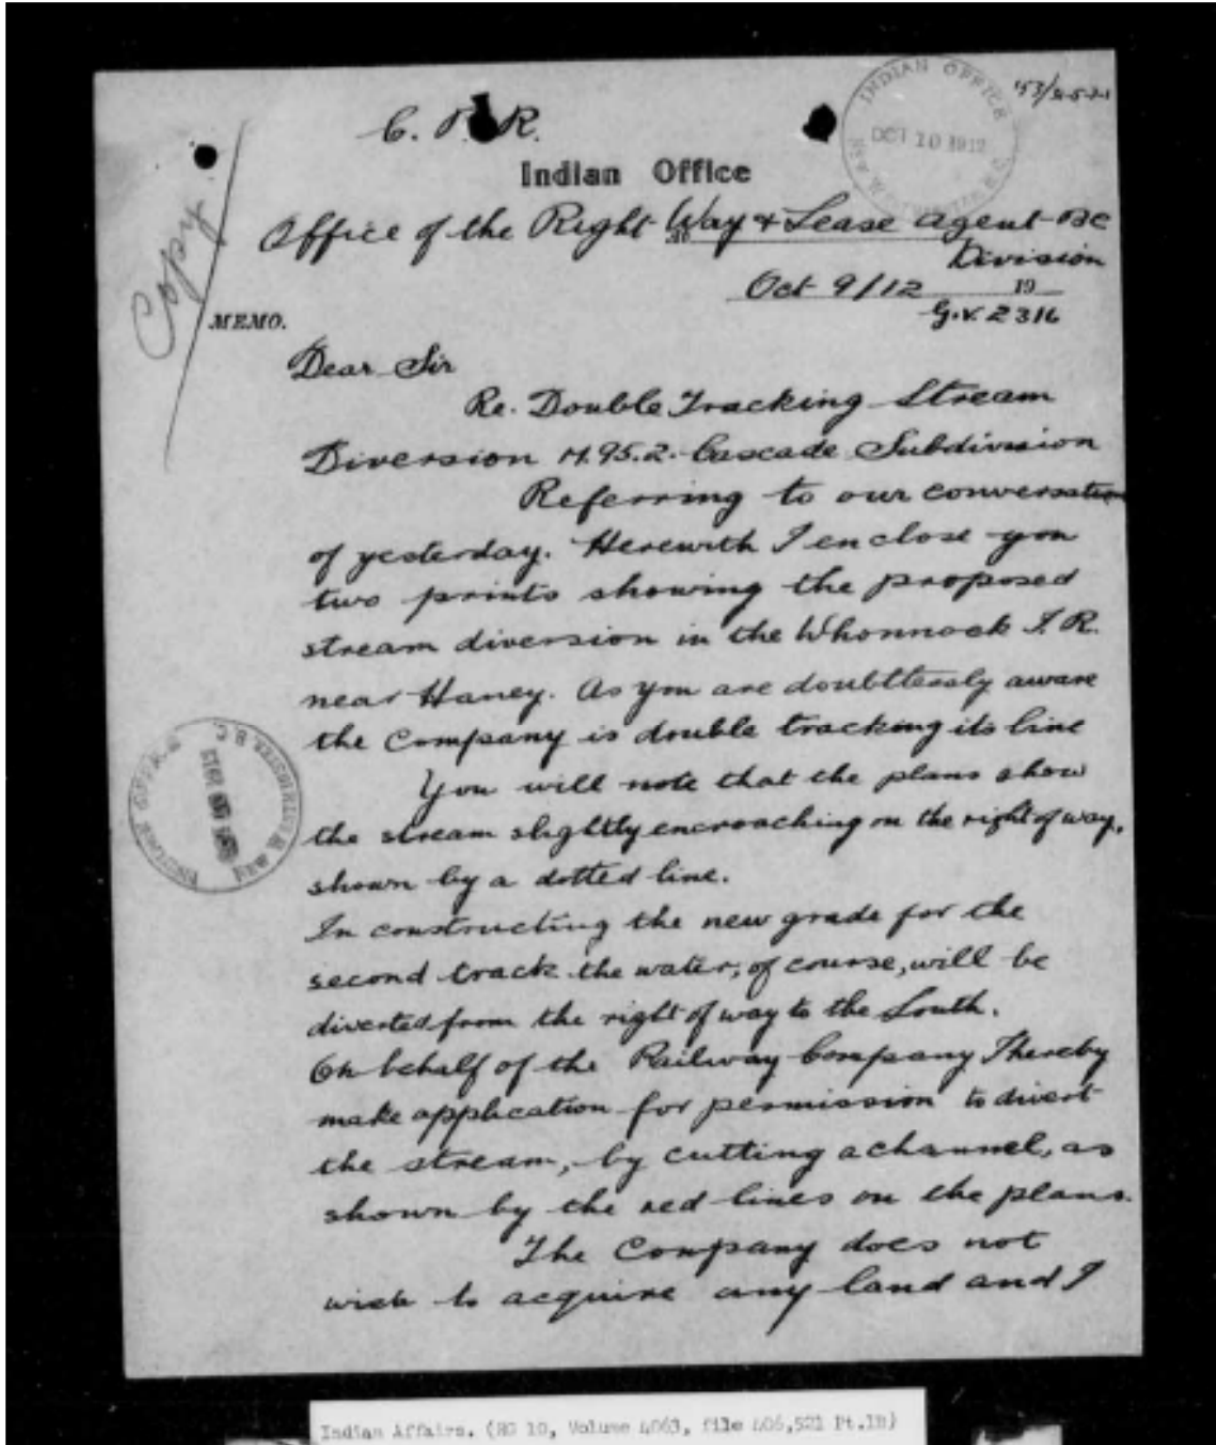 C. P. R.
Indian Office
Office of the Right Way & Lease Agent BC
Division
Oct 9/12 19
G.V. 2316
Copy
MEMO.
Dear Sir
Re. Double Tracking Stream
Diversion M.95.2. Cascade Subdivision
Referring to our conversation
of yesterday. Herewith I enclose you
two prints showing the proposed
stream diversion in the Whonnock I.R.
near Haney. As you are doubttlessly aware
the Company is double tracking its line
You will note that the plans show
the stream slightly encroaching on the right of way,
shown by a dotted line.
In constructing the new grade for the
second track the water, of course, will be
diverted from the right of way to the South.
On behalf of the Railway Company I hereby
make application for permission to divert
the stream, by cutting a channel, as
shown by the red lines on the plans.
The Company does not
wish to acquire any land and I
INDIAN OFFICE
OCT 10 1912
NEW WESTMINSTER B.C.
Indian Affairs. (RG 10, Volume 4063, file 406,521 Pt.1B)